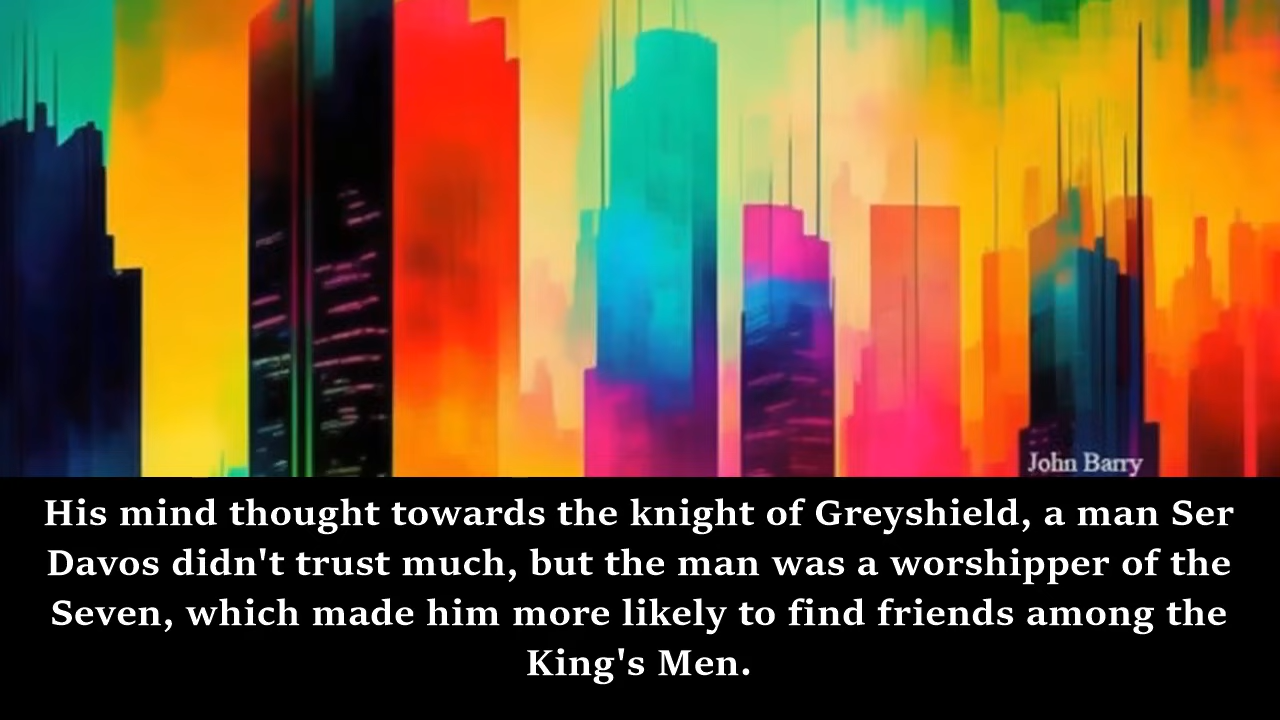 John Barry
His mind thought towards the knight of Greyshield, a man Ser
Davos didn't trust much, but the man was a worshipper of the
Seven, which made him more likely to find friends among the
King's Men.